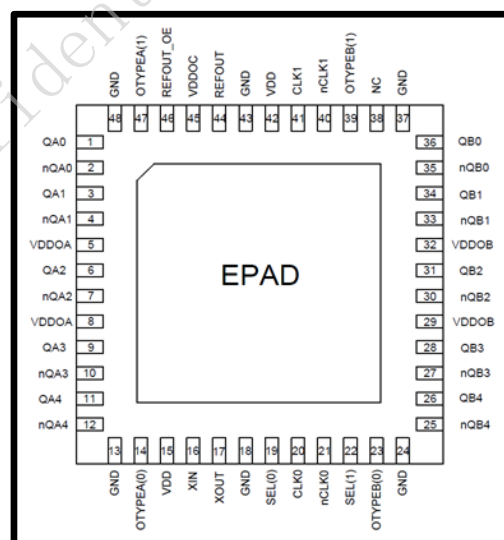 GND OTYPEA(1) REFOUT_OE VDDOC REFOUT GND VDD CLK1 nCLK1 OTYPEB(1) NC GND
48 47 46 45 44 43 42 41 40 39 38 37
QA0 1 36 QB0
nQA0 2 35 nQB0
QA1 3 34 QB1
nQA1 4 33 nQB1
VDDOA 5 32 VDDOB
QA2 6 31 QB2
EPAD
nQA2 7 30 nQB2
VDDOA 8 29 VDDOB
QA3 9 28 QB3
nQA3 10 27 nQB3
QA4 11 26 QB4
nQA4 12 25 nQB4
13 14 15 16 17 18 19 20 21 22 23 24
GND OTYPEA(0) VDD XIN XOUT GND SEL(0) CLK0 nCLK0 SEL(1) OTYPEB(0) GND